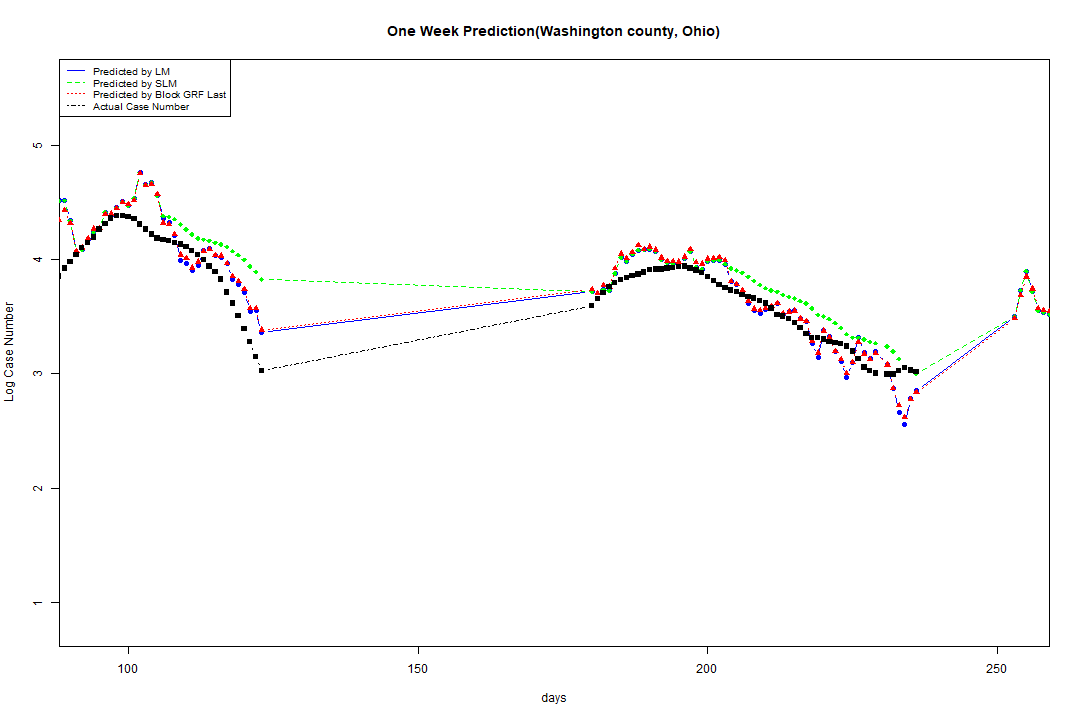 One Week Prediction(Washington county, Ohio)
Predicted by LM
Predicted by SLM
Predicted by Block GRF Last
Actual Case Number
Log Case Number
5
4
3
2
1
100
150
200
250
days